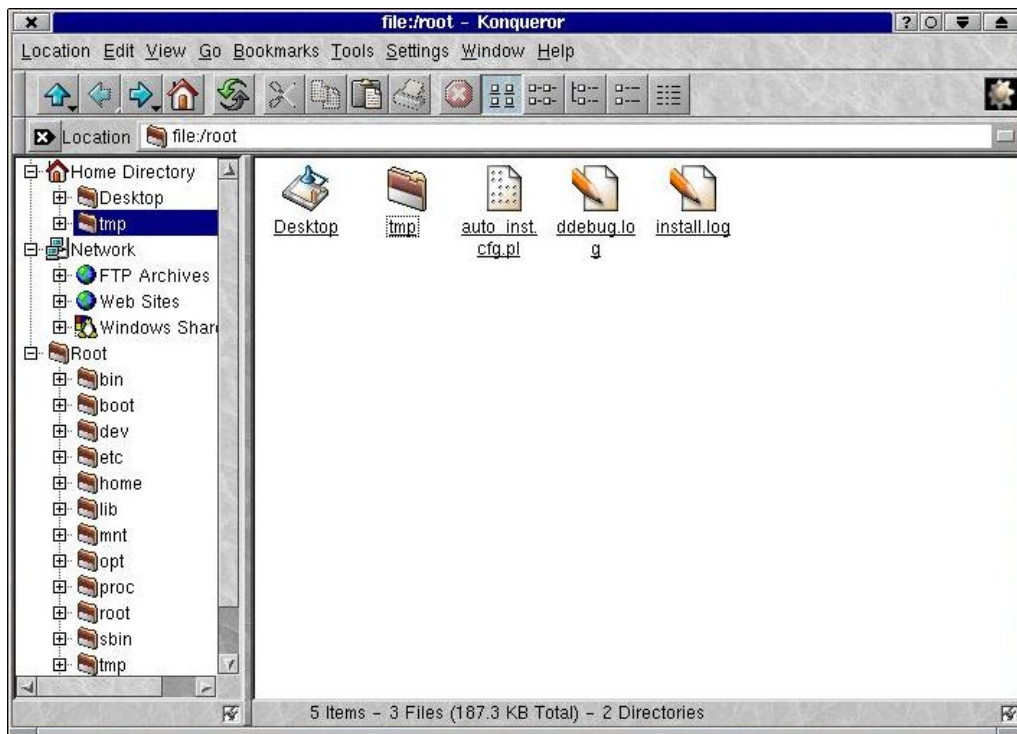 file:/root - Konqueror
Location Edit View Go Bookmarks Tools Settings Window Help
Location file:/root
Home Directory
Desktop
tmp
Network
FTP Archives
Web Sites
Windows Shar
Root
bin
boot
dev
etc
home
lib
mnt
opt
proc
root
sbin
tmp
Desktop
tmp
auto_inst.
cfg.pl
ddebug.lo
g
install.log
5 Items - 3 Files (187.3 KB Total) - 2 Directories